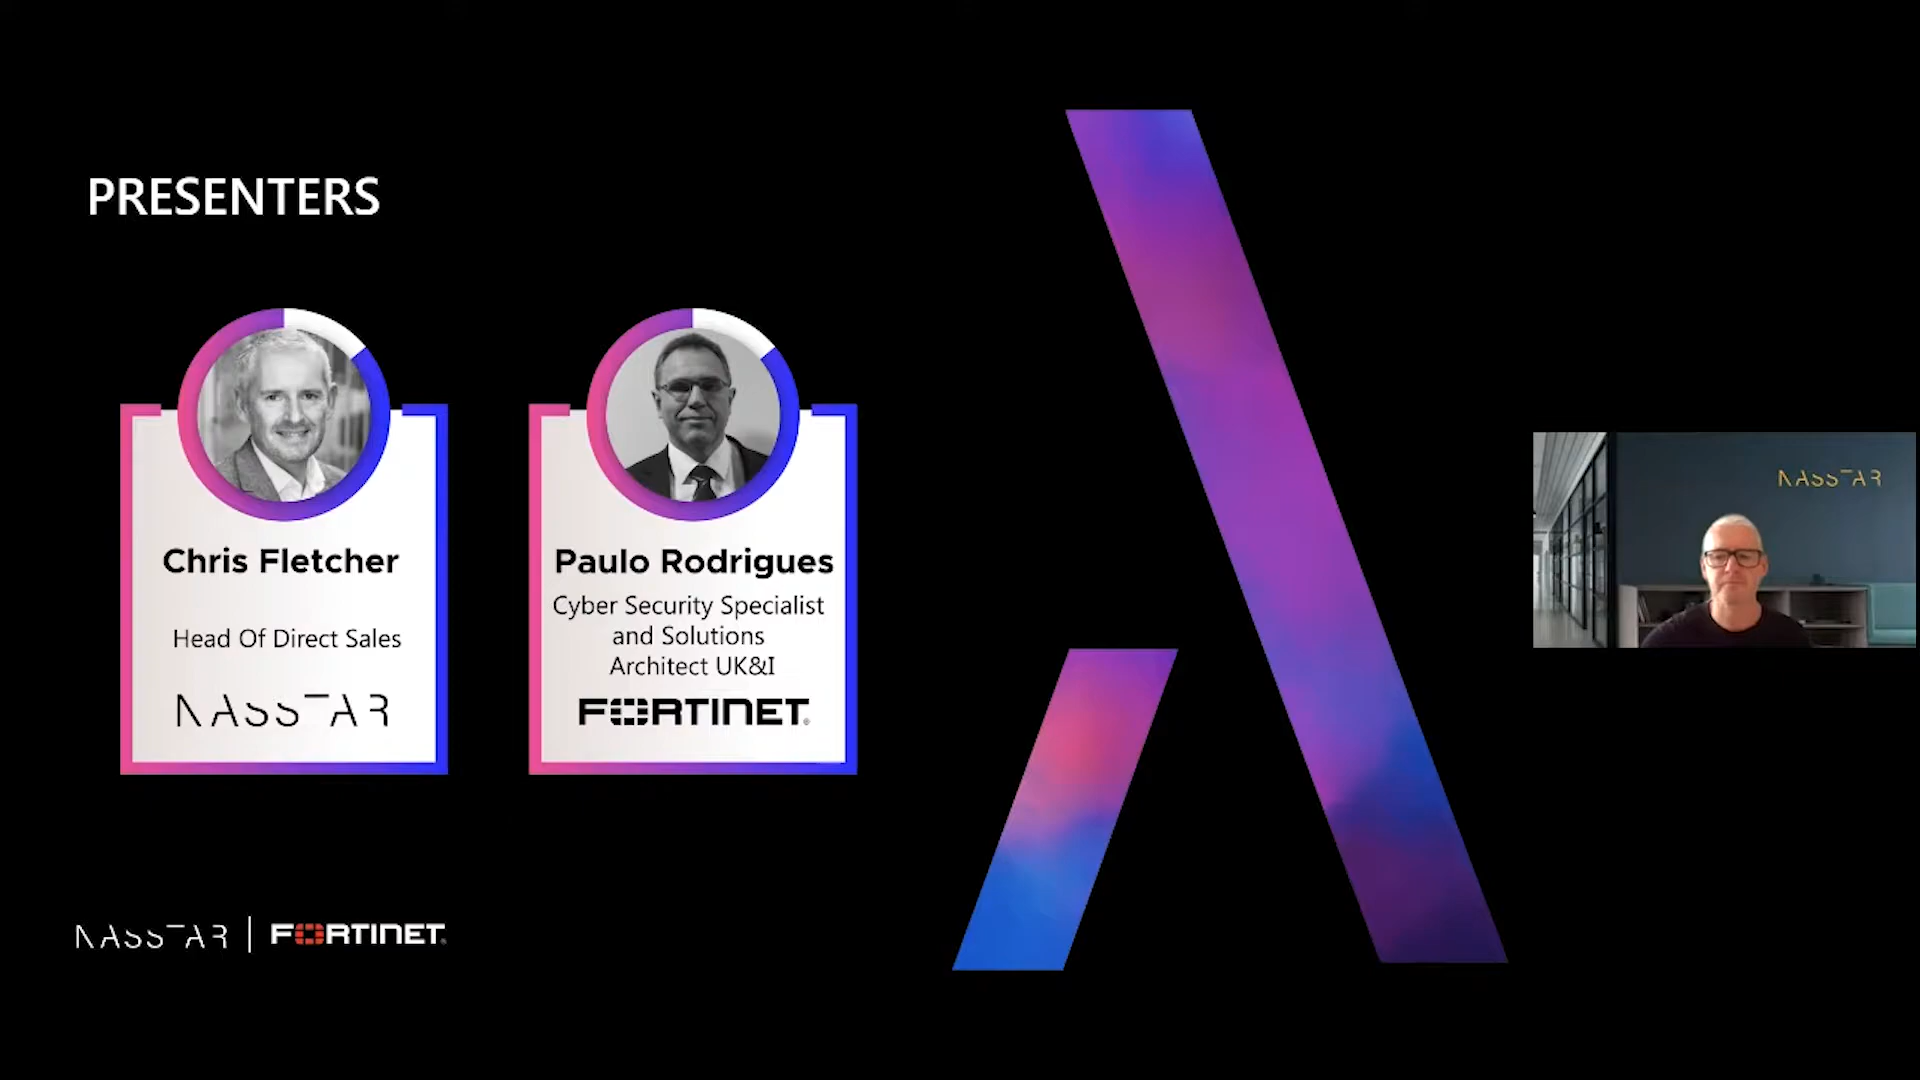 PRESENTERS
Chris Fletcher
Head Of Direct Sales
NASSTAR
Paulo Rodrigues
Cyber Security Specialist
and Solutions
Architect UK&I
FORTINET
NASSTAR | FORTINET
NASSTAR